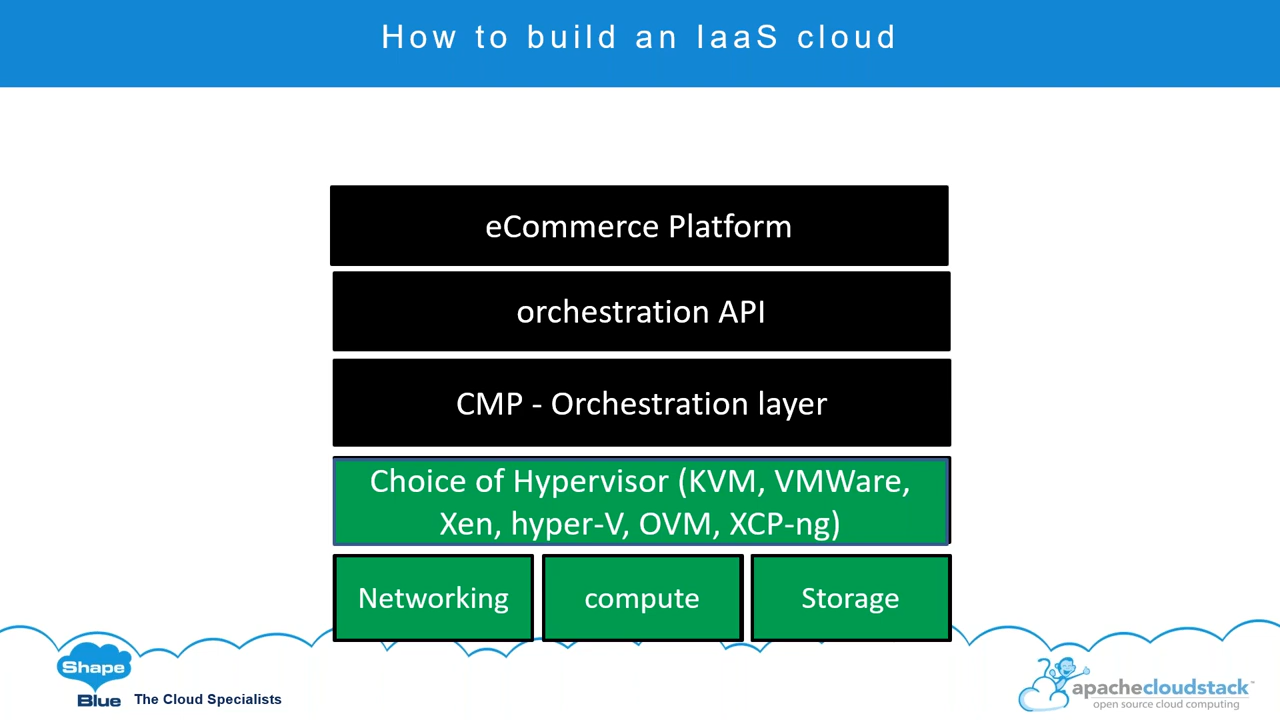 How to build an IaaS cloud
eCommerce Platform
orchestration API
CMP - Orchestration layer
Choice of Hypervisor (KVM, VMWare,
Xen, hyper-V, OVM, XCP-ng)
Networking
compute
Storage
Shape
Blue
The Cloud Specialists
apachecloudstack™
open source cloud computing